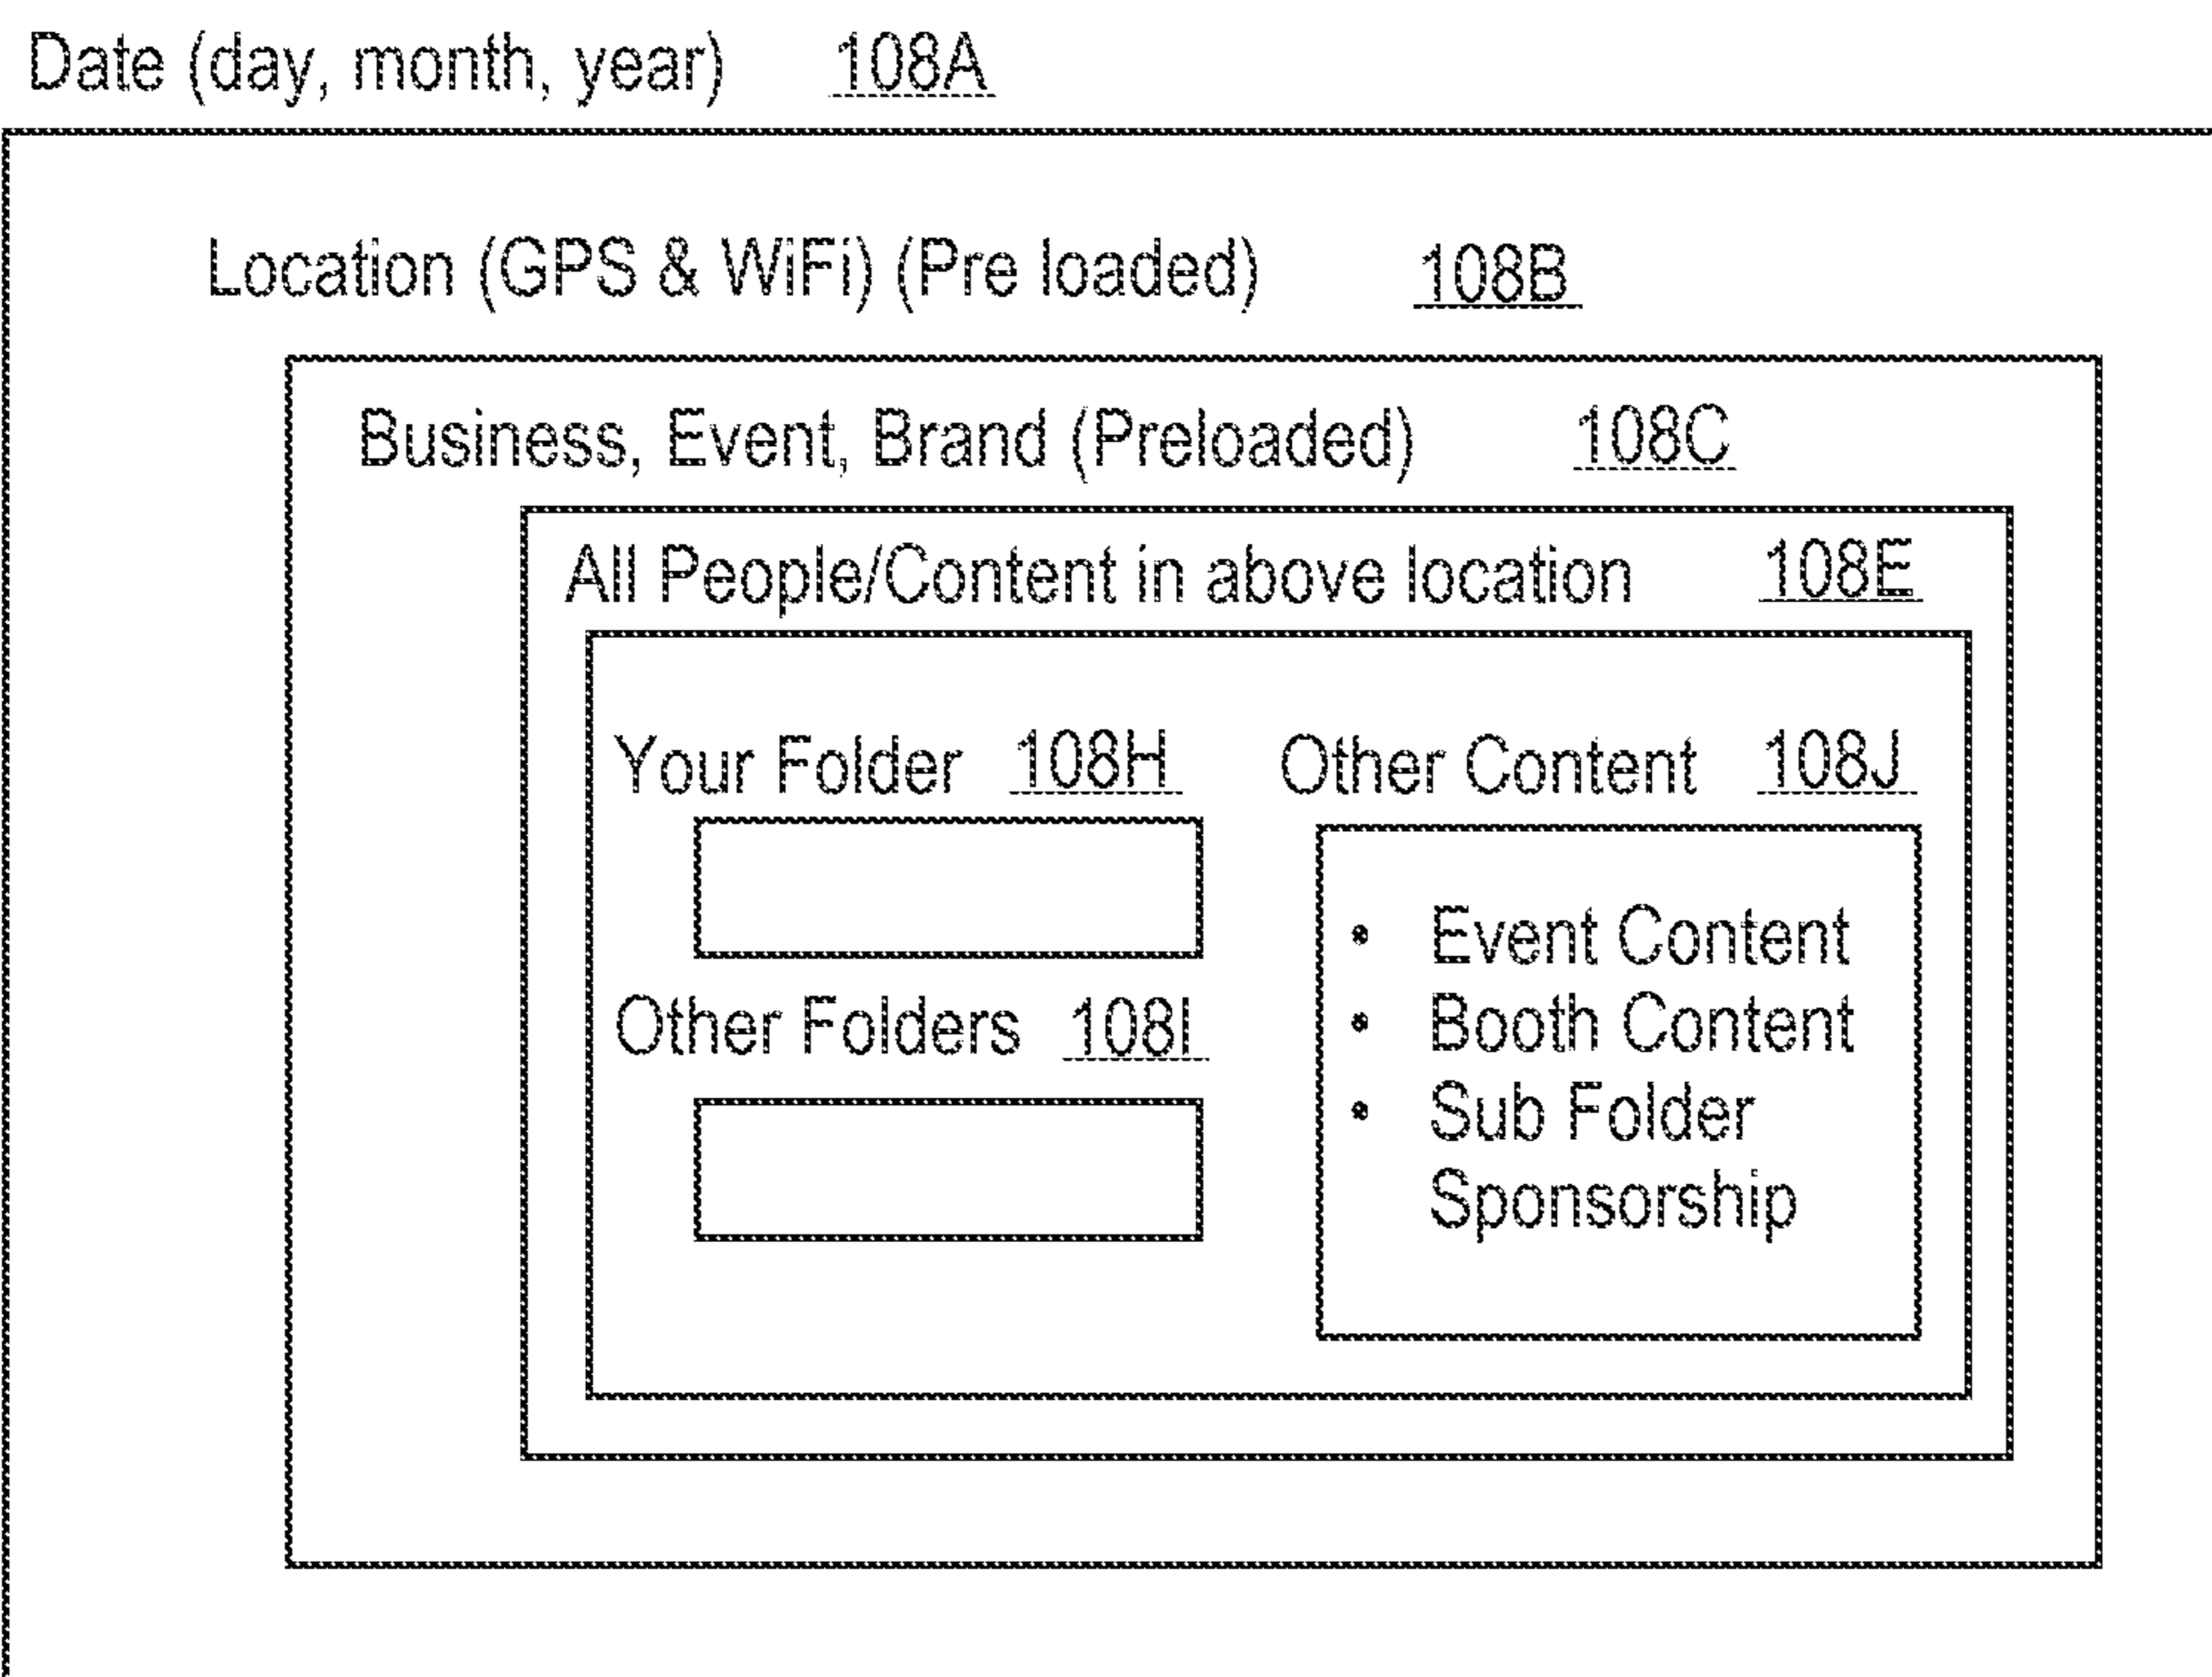 Date (day, month, year) 108A
Location (GPS & WiFi) (Pre loaded) 108B
Business, Event, Brand (Preloaded) 108C
All People/Content in above location 108E
Your Folder 108H
Other Folders 108I
Other Content 108J
• Event Content
• Booth Content
• Sub Folder
Sponsorship